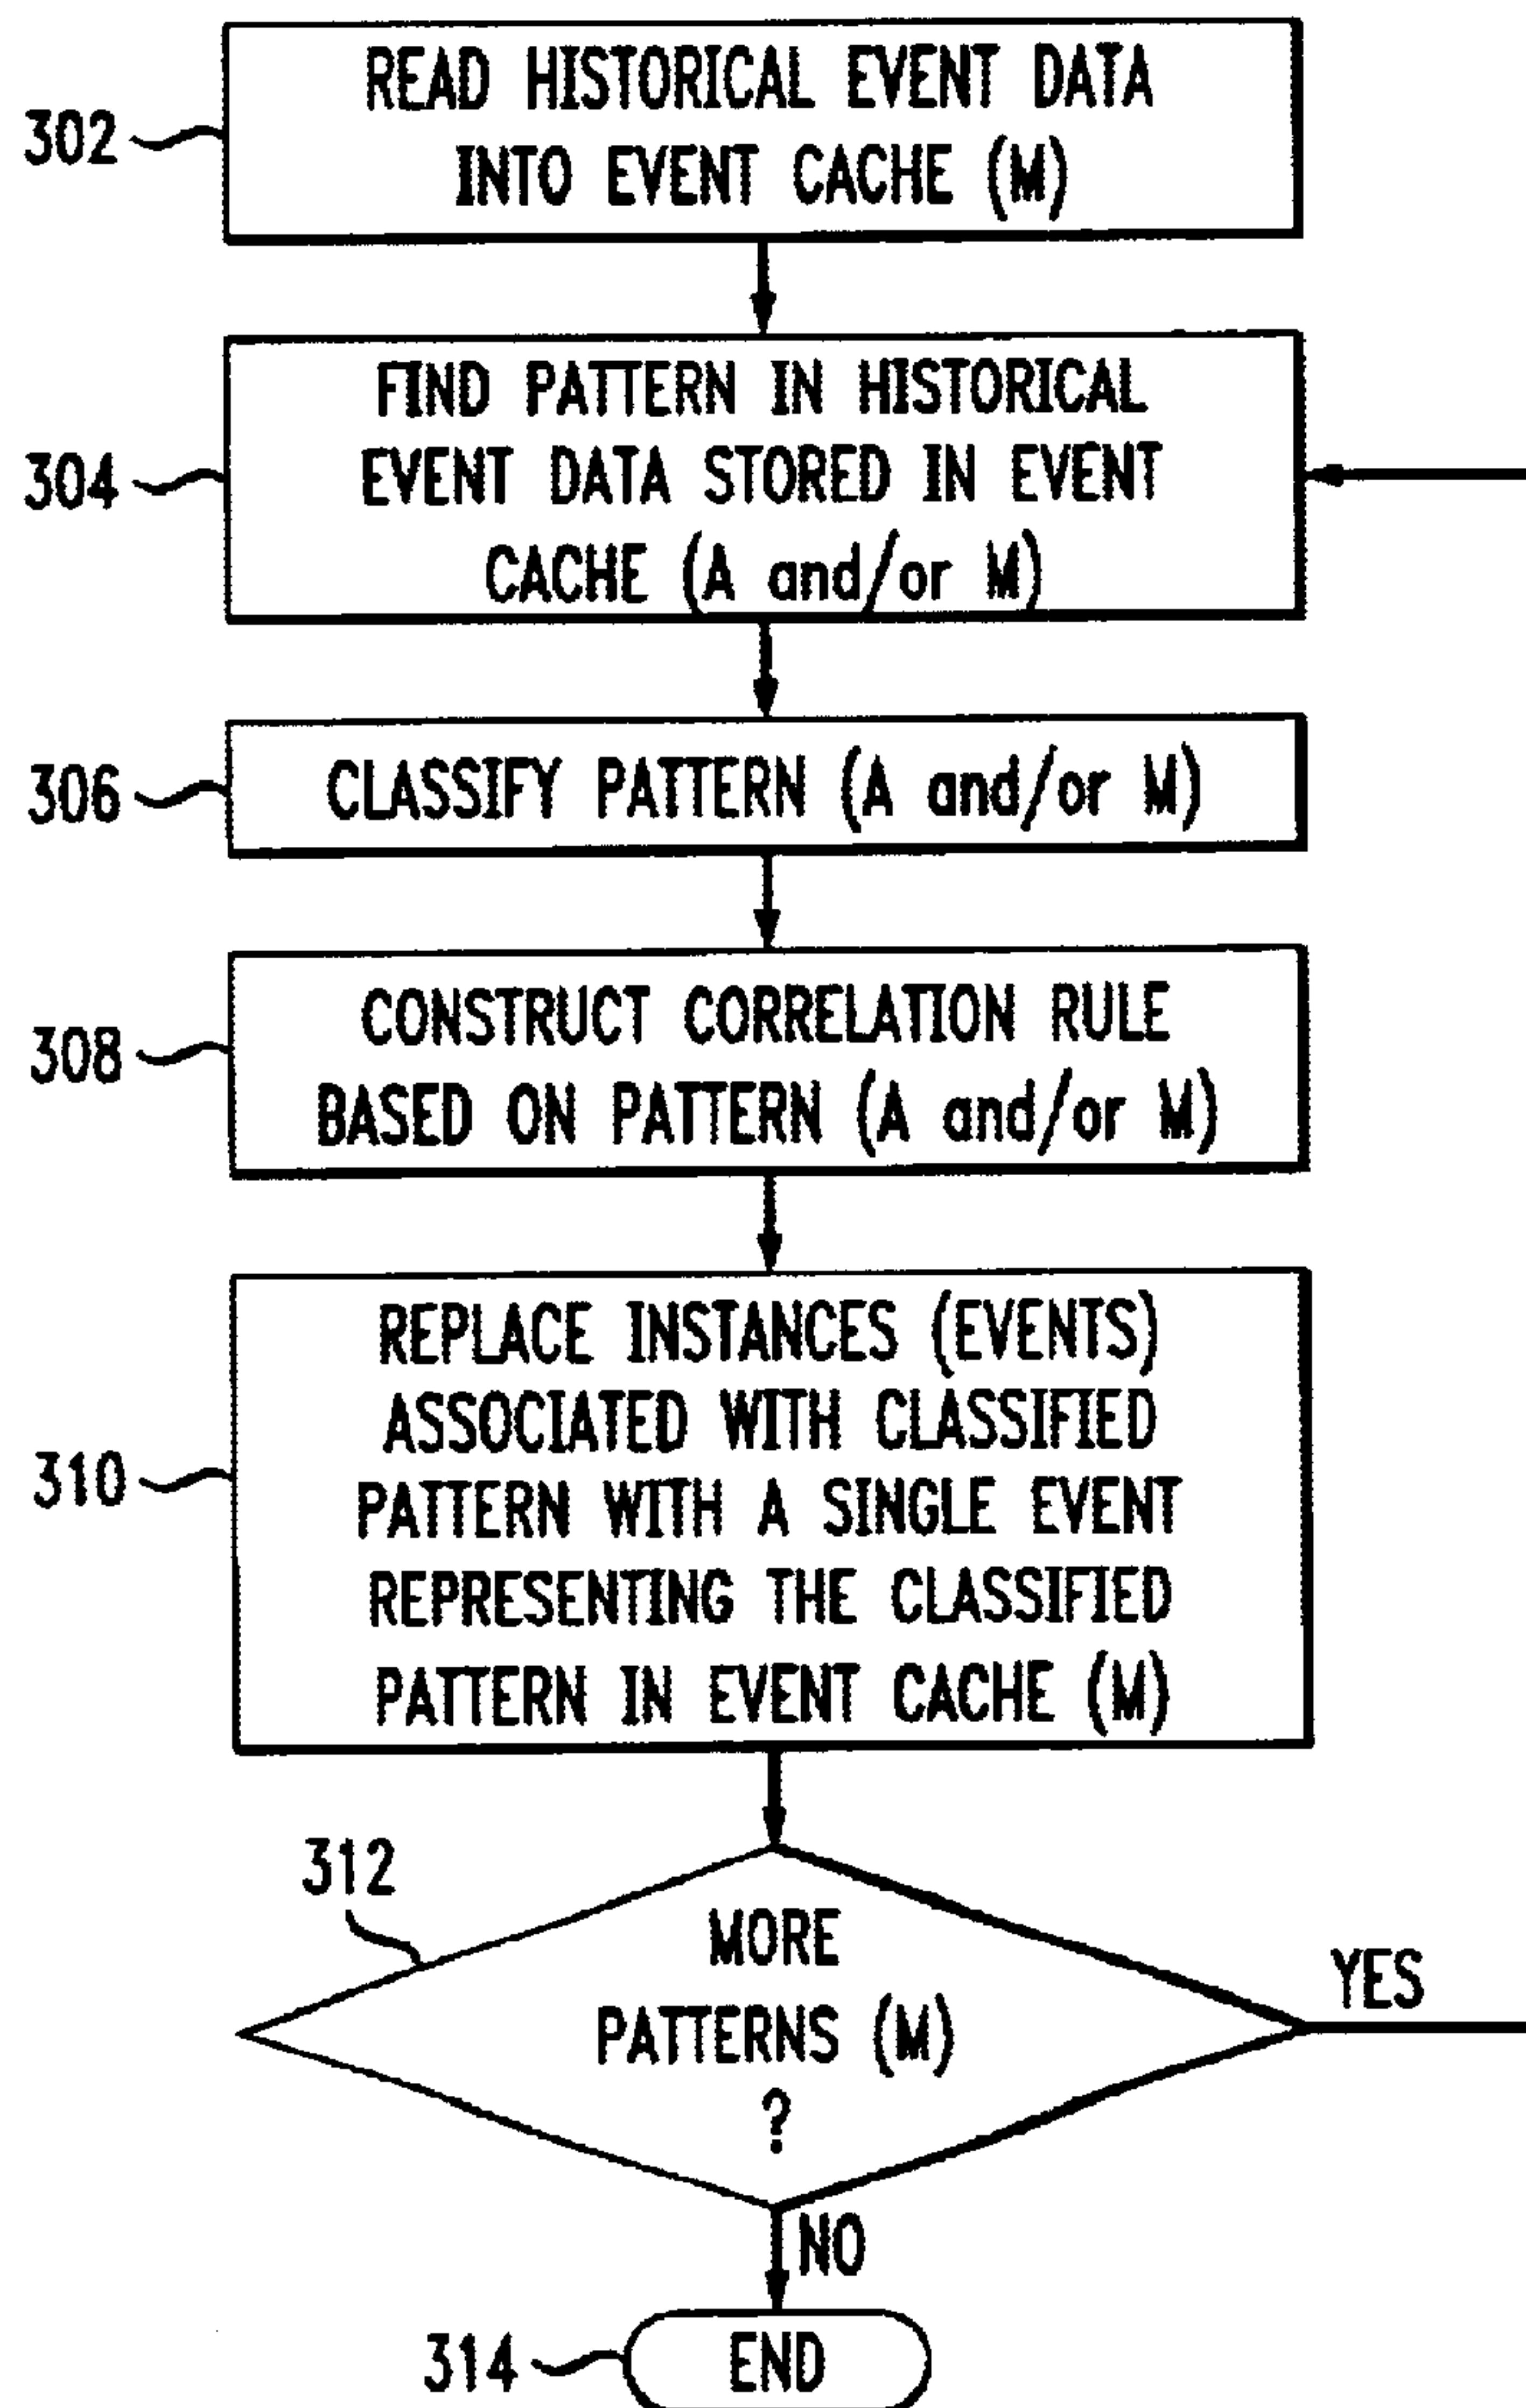 READ HISTORICAL EVENT DATA
INTO EVENT CACHE (M)
302
FIND PATTERN IN HISTORICAL
EVENT DATA STORED IN EVENT
CACHE (A and/or M)
304
CLASSIFY PATTERN (A and/or M)
306
CONSTRUCT CORRELATION RULE
BASED ON PATTERN (A and/or M)
308
REPLACE INSTANCES (EVENTS)
ASSOCIATED WITH CLASSIFIED
PATTERN WITH A SINGLE EVENT
REPRESENTING THE CLASSIFIED
PATTERN IN EVENT CACHE (M)
310
312
MORE
PATTERNS (M)
?
YES
NO
END
314